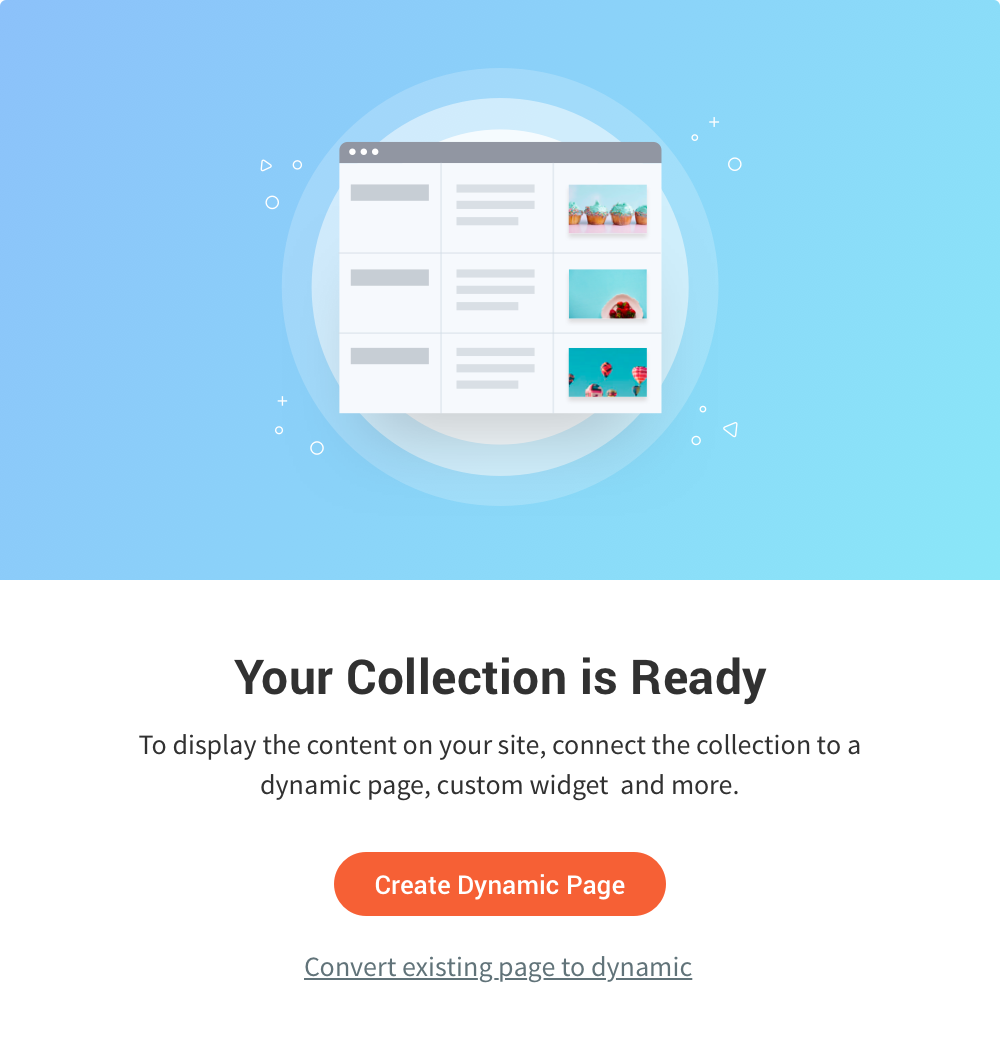 Your Collection is Ready
To display the content on your site, connect the collection to a
dynamic page, custom widget  and more.
Create Dynamic Page
Convert existing page to dynamic